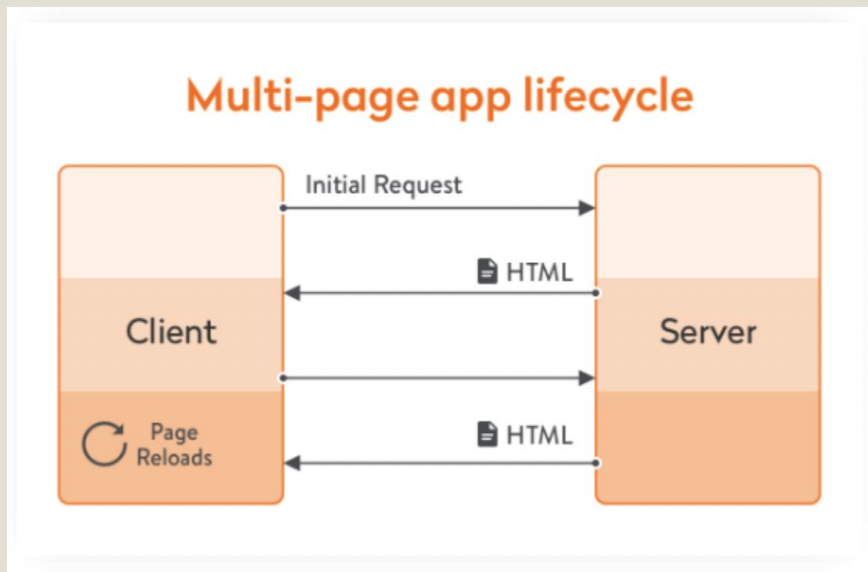 Multi-page app lifecycle
Initial Request
HTML
Client
Server
Page
Reloads
HTML